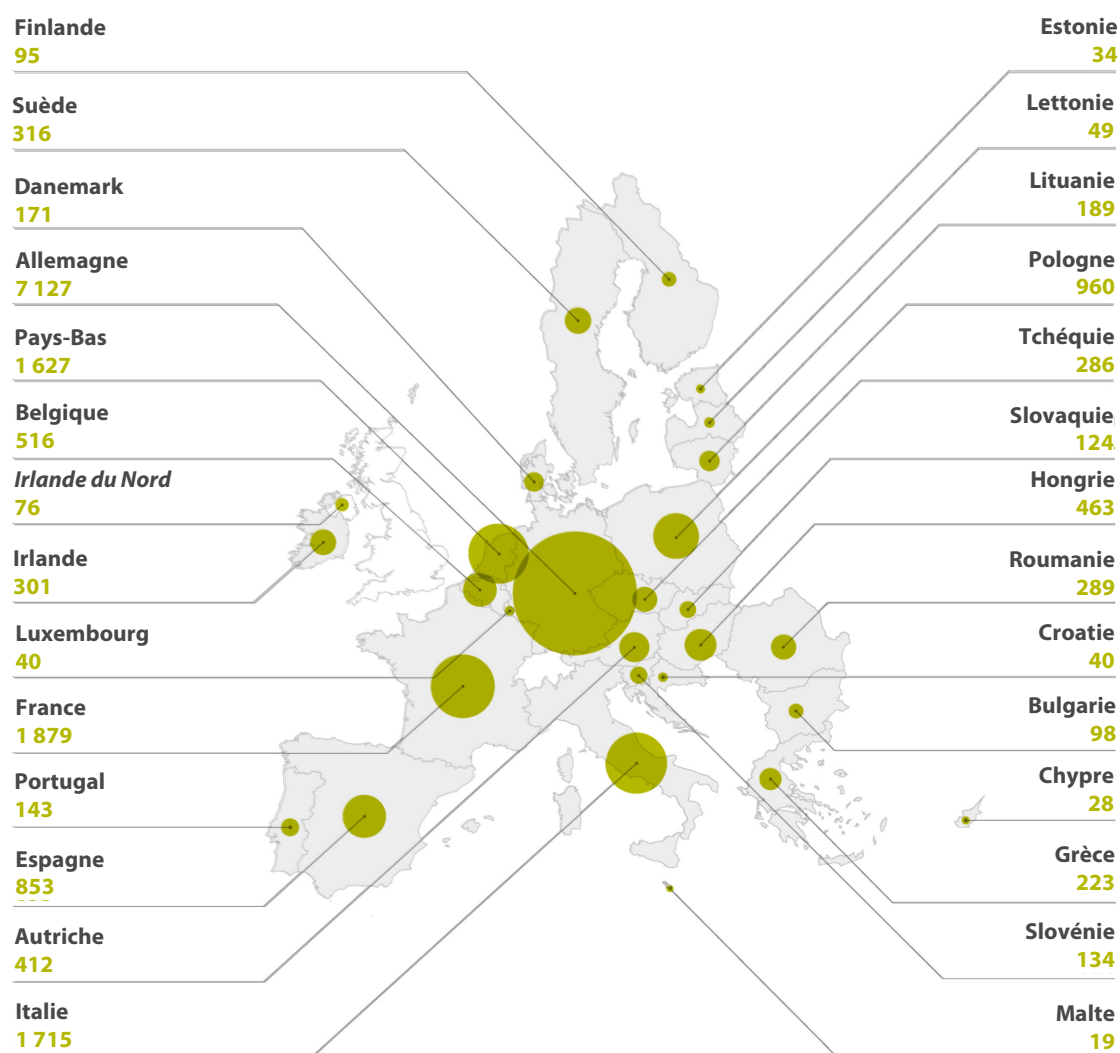 Finlande
95
Suède
316
Danemark
171
Allemagne
7 127
Pays-Bas
1 627
Belgique
516
Irlande du Nord
76
Irlande
301
Luxembourg
40
France
1 879
Portugal
143
Espagne
853
Autriche
412
Italie
1 715
Estonie
34
Lettonie
49
Lituanie
189
Pologne
960
Tchéquie
286
Slovaquie
124
Hongrie
463
Roumanie
289
Croatie
40
Bulgarie
98
Chypre
28
Grèce
223
Slovénie
134
Malte
19